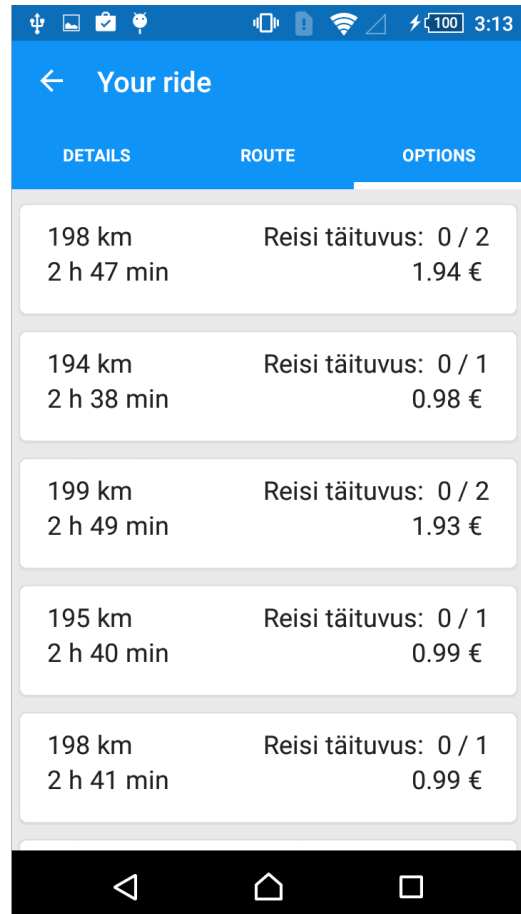 100 3:13
Your ride
DETAILS ROUTE OPTIONS
198 km Reisi täituvus: 0 / 2
2 h 47 min 1.94 €
194 km Reisi täituvus: 0 / 1
2 h 38 min 0.98 €
199 km Reisi täituvus: 0 / 2
2 h 49 min 1.93 €
195 km Reisi täituvus: 0 / 1
2 h 40 min 0.99 €
198 km Reisi täituvus: 0 / 1
2 h 41 min 0.99 €